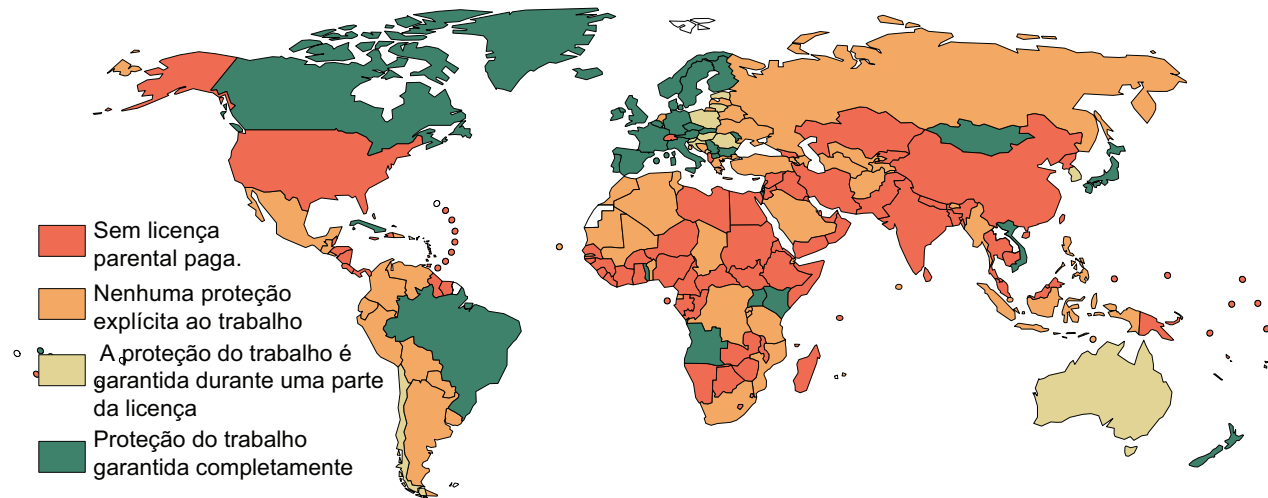 Sem licença
parental paga.
Nenhuma proteção
explícita ao trabalho
A proteção do trabalho é
garantida durante uma parte
da licença
Proteção do trabalho
garantida completamente